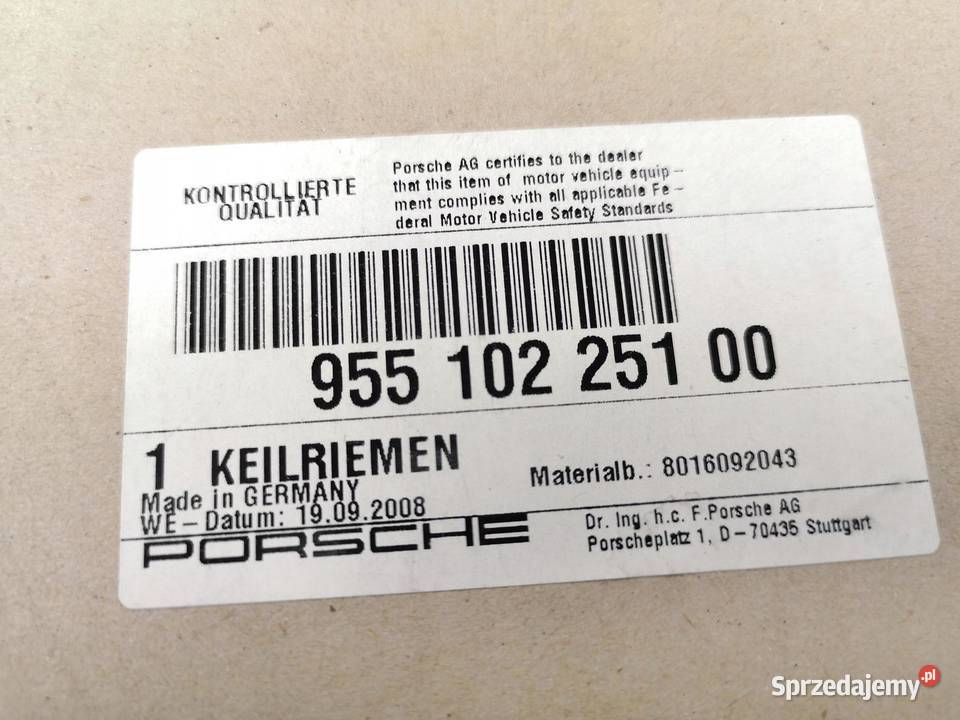 KONTROLLIERTE
QUALITÄT
Porsche AG certifies to the dealer
that this item of motor vehicle equip-
ment complies with all applicable Fe-
deral Motor Vehicle Safety Standards
955 102 251 00
1 KEILRIEMEN
Made in GERMANY
WE-Datum: 19.09.2008
Materialb.: 8016092043
PORSCHE
Dr. Ing. h.c. F.Porsche AG
Porscheplatz 1, D-70435 Stuttgart
Sprzedajemy.pl